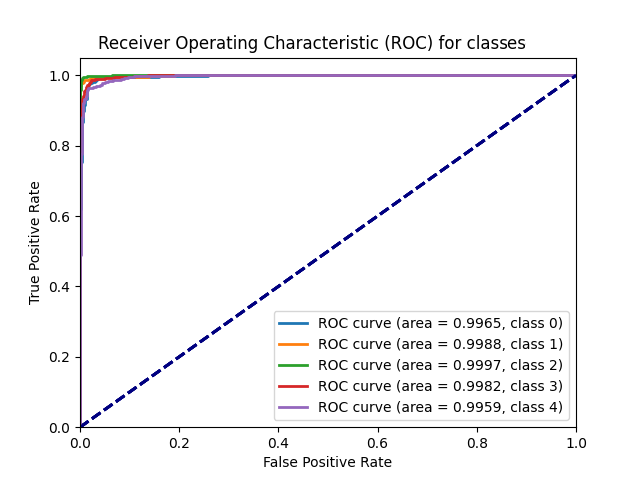 Receiver Operating Characteristic (ROC) for classes
1.0
0.8
0.6
0.4
0.2
0.0
True Positive Rate
ROC curve (area = 0.9965, class 0)
ROC curve (area = 0.9988, class 1)
ROC curve (area = 0.9997, class 2)
ROC curve (area = 0.9982, class 3)
ROC curve (area = 0.9959, class 4)
0.0 0.2 0.4 0.6 0.8 1.0
False Positive Rate